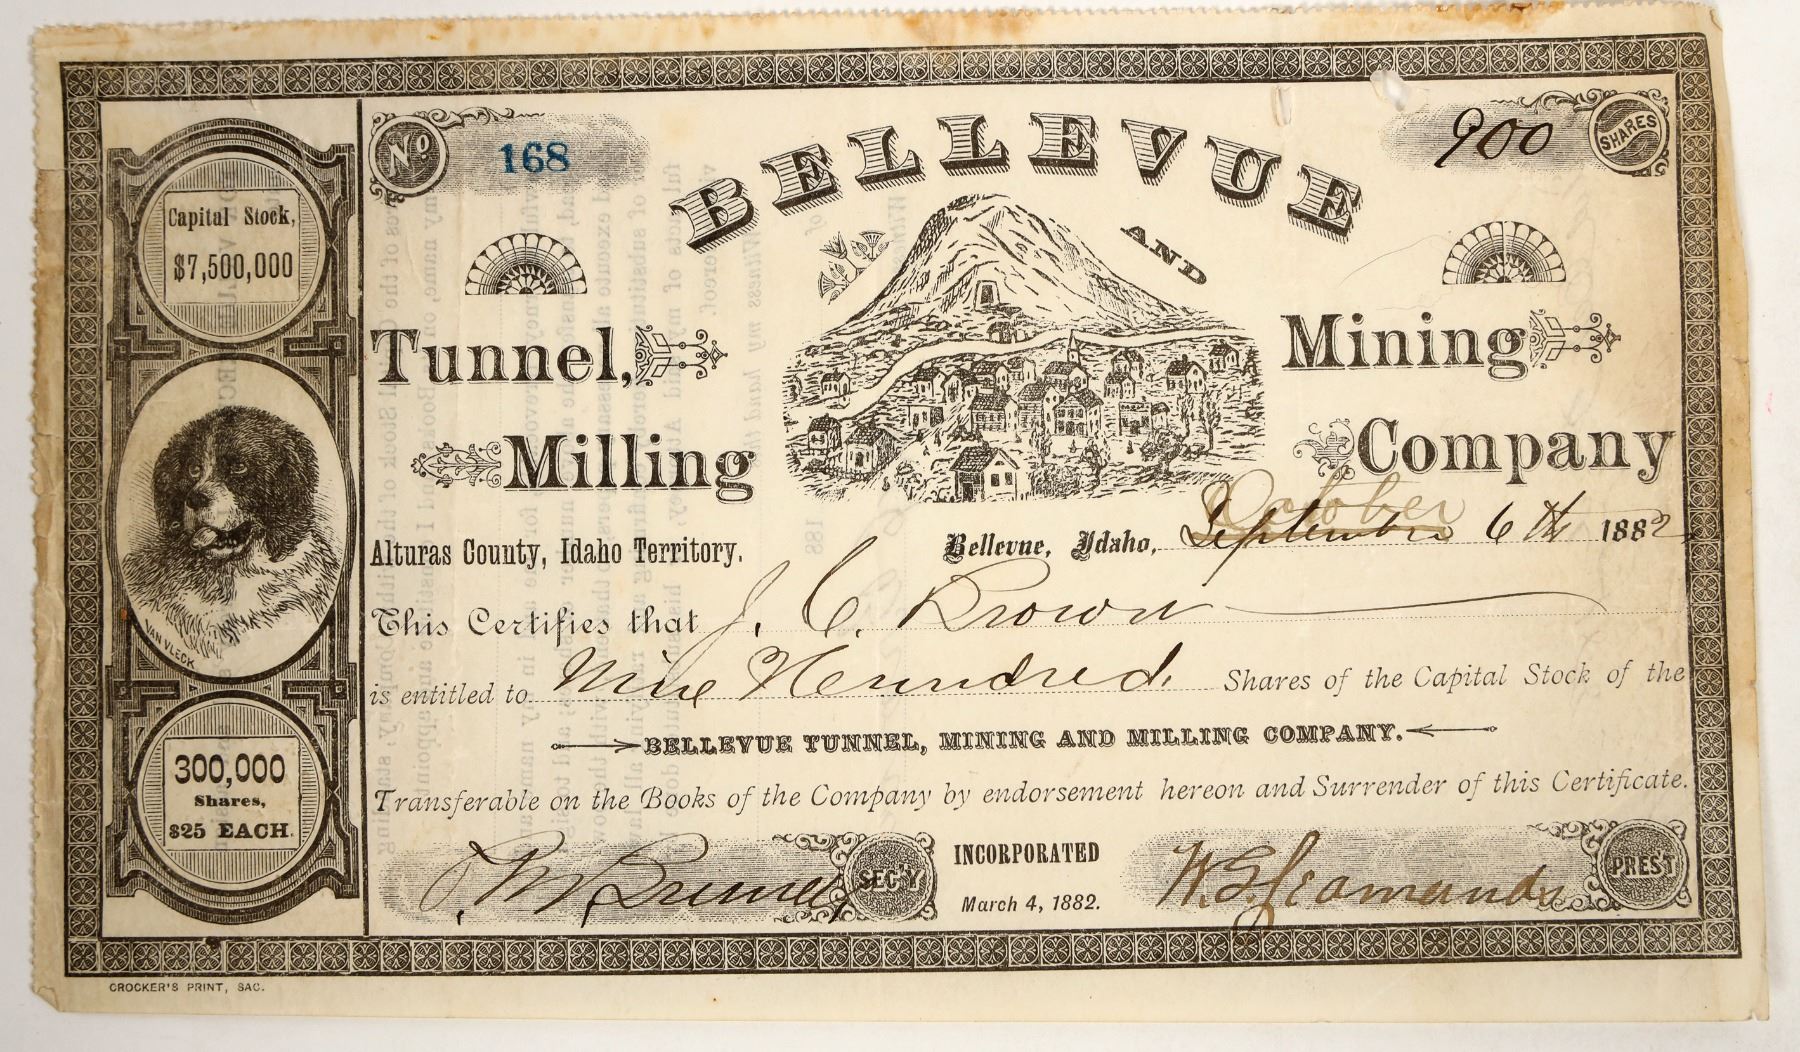 No. 168
900 SHARES
BELLEVUE
AND
Tunnel, Mining
Milling Company
Capital Stock,
$7,500,000
VAN VLECK
300,000
Shares,
$25 EACH.
Alturas County, Idaho Territory.
Bellevue, Idaho, September October 6th 1882
This Certifies that J. C. Brown
is entitled to Nine Hundred Shares of the Capital Stock of the
BELLEVUE TUNNEL, MINING AND MILLING COMPANY.
Transferable on the Books of the Company by endorsement hereon and Surrender of this Certificate.
SEC'Y
INCORPORATED
March 4, 1882.
PRES'T
CROCKER'S PRINT, SAC.